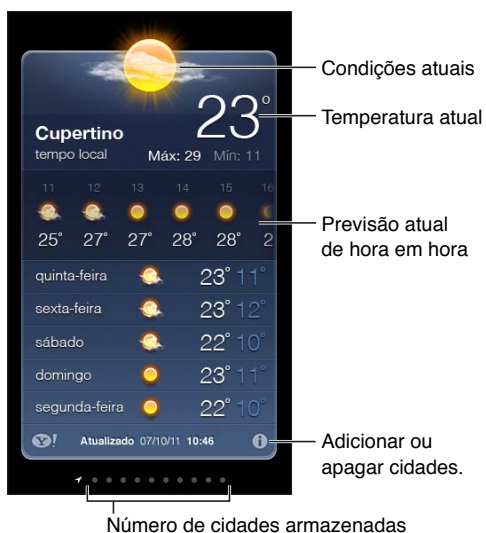 Condições atuais
23°
Temperatura atual
Cupertino
tempo local
Máx: 29 Mín: 11
11 12 13 14 15 16
25° 27° 27° 28° 28° 2
Previsão atual
de hora em hora
quinta-feira 23° 11°
sexta-feira 23° 12°
sábado 22° 10°
domingo 23° 11°
segunda-feira 22° 10°
Y! Atualizado 07/10/11 10:46 i
Adicionar ou
apagar cidades.
Número de cidades armazenadas